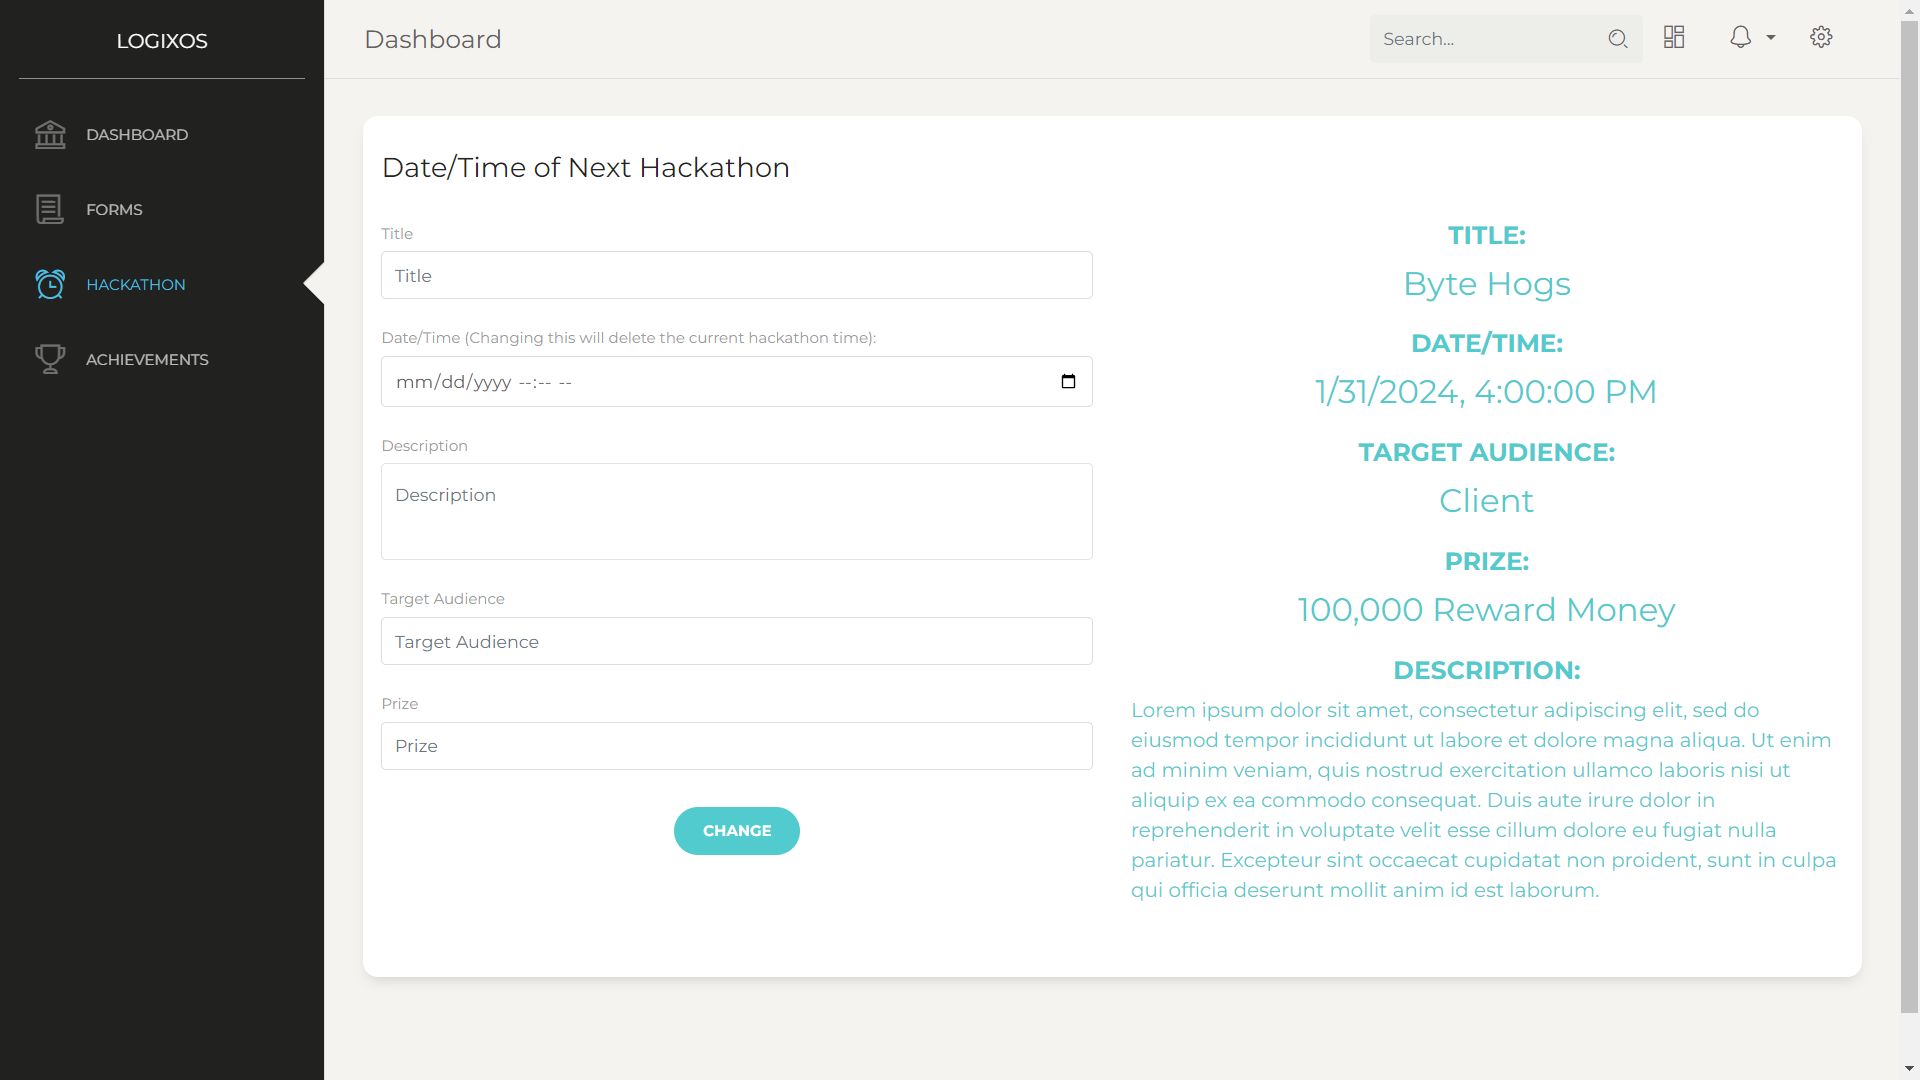 LOGIXOS
DASHBOARD
FORMS
HACKATHON
ACHIEVEMENTS
Dashboard
Search...
Date/Time of Next Hackathon
Title
Title
Date/Time (Changing this will delete the current hackathon time):
mm/dd/yyyy --:-- --
Description
Description
Target Audience
Target Audience
Prize
Prize
CHANGE
TITLE:
Byte Hogs
DATE/TIME:
1/31/2024, 4:00:00 PM
TARGET AUDIENCE:
Client
PRIZE:
100,000 Reward Money
DESCRIPTION:
Lorem ipsum dolor sit amet, consectetur adipiscing elit, sed do
eiusmod tempor incididunt ut labore et dolore magna aliqua. Ut enim
ad minim veniam, quis nostrud exercitation ullamco laboris nisi ut
aliquip ex ea commodo consequat. Duis aute irure dolor in
reprehenderit in voluptate velit esse cillum dolore eu fugiat nulla
pariatur. Excepteur sint occaecat cupidatat non proident, sunt in culpa
qui officia deserunt mollit anim id est laborum.